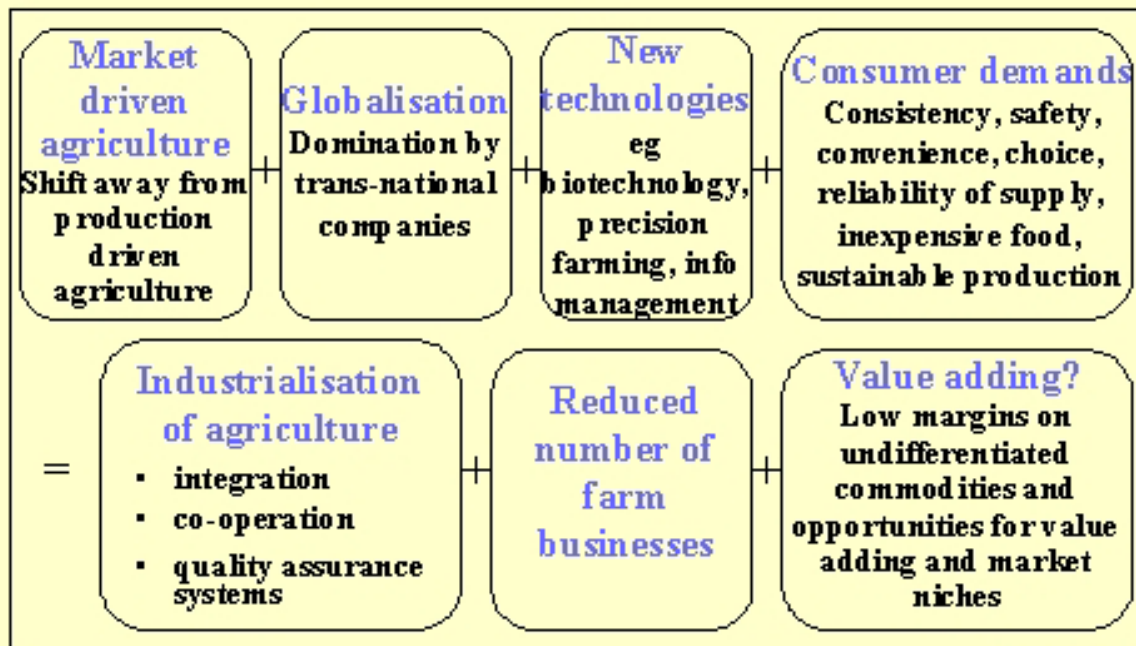 Market
driven
agriculture
Shift away from
production
driven
agriculture
+
Globalisation
Domination by
trans-national
companies
+
New
technologies
eg
biotechnology,
precision
farming, info
management
+
Consumer demands
Consistency, safety,
convenience, choice,
reliability of supply,
inexpensive food,
sustainable production
=
Industrialisation
of agriculture
▪ integration
▪ co-operation
▪ quality assurance
systems
+
Reduced
number of
farm
businesses
+
Value adding?
Low margins on
undifferentiated
commodities and
opportunities for value
adding and market
niches